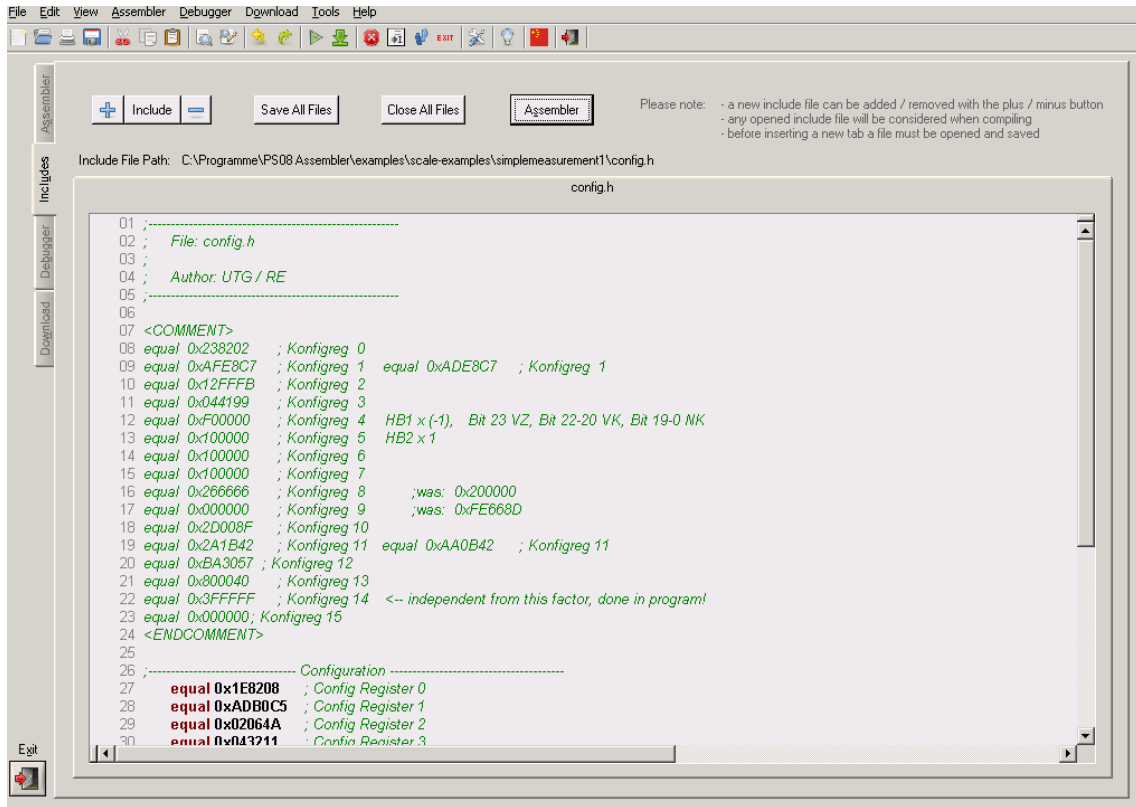 File Edit View Assembler Debugger Download Tools Help
EXIT
Assembler
Includes
Debugger
Download
Include Save All Files Close All Files Assembler
Please note: - a new include file can be added / removed with the plus / minus button
- any opened include file will be considered when compiling
- before inserting a new tab a file must be opened and saved
Include File Path: C:\Programme\PS08 Assembler\examples\scale-examples\simplemeasurement1\config.h
config.h
01 ;----------------------------------------------------------
02 ; File: config.h
03 ;
04 ; Author: UTG / RE
05 ;----------------------------------------------------------
06
07 <COMMENT>
08 equal 0x238202 ; Konfigreg 0
09 equal 0xAFE8C7 ; Konfigreg 1 equal 0xADE8C7 ; Konfigreg 1
10 equal 0x12FFFB ; Konfigreg 2
11 equal 0x044199 ; Konfigreg 3
12 equal 0xF00000 ; Konfigreg 4 HB1 x (-1), Bit 23 VZ, Bit 22-20 VK, Bit 19-0 NK
13 equal 0x100000 ; Konfigreg 5 HB2 x 1
14 equal 0x100000 ; Konfigreg 6
15 equal 0x100000 ; Konfigreg 7
16 equal 0x266666 ; Konfigreg 8 ;was: 0x200000
17 equal 0x000000 ; Konfigreg 9 ;was: 0xFE668D
18 equal 0x2D008F ; Konfigreg 10
19 equal 0x2A1B42 ; Konfigreg 11 equal 0xAA0B42 ; Konfigreg 11
20 equal 0xBA3057 ; Konfigreg 12
21 equal 0x800040 ; Konfigreg 13
22 equal 0x3FFFFF ; Konfigreg 14 <-- independent from this factor, done in program!
23 equal 0x000000; Konfigreg 15
24 <ENDCOMMENT>
25
26 ;---------------------------------- Configuration ----------------------------------------
27 equal 0x1E8208 ; Config Register 0
28 equal 0xADB0C5 ; Config Register 1
29 equal 0x02064A ; Config Register 2
30 equal 0x043211 ; Config Register 3
Exit